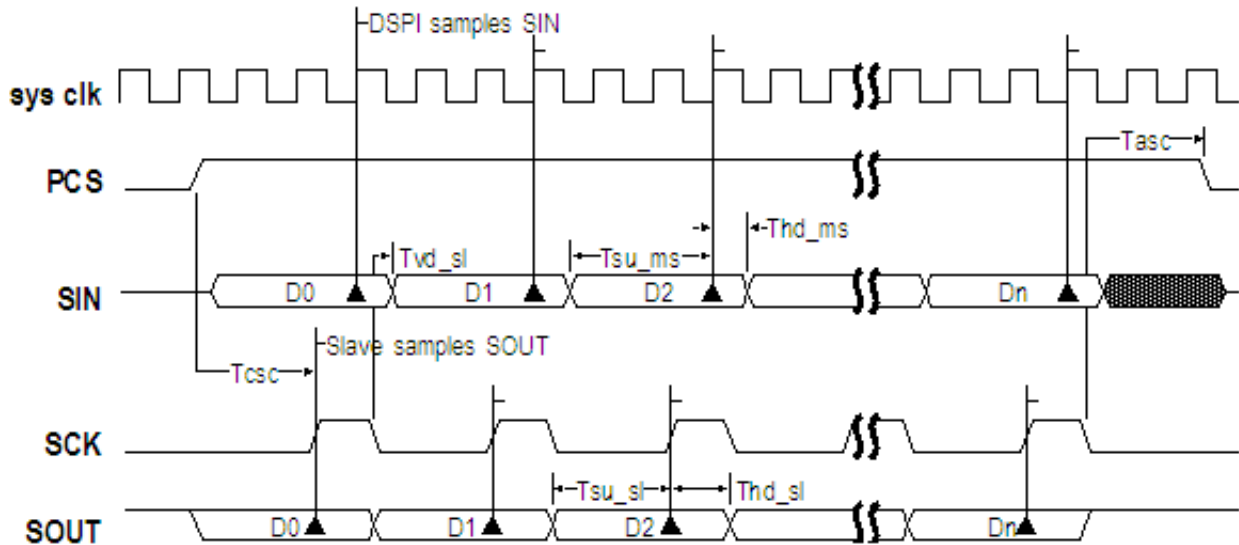 DSPI samples SIN
sys clk
Tasc
PCS
Thd_ms
Tvd_sl
Tsu_ms
SIN
D0
D1
D2
Dn
Slave samples SOUT
Tcsc
SCK
Tsu_sl
Thd_sl
SOUT
D0
D1
D2
Dn